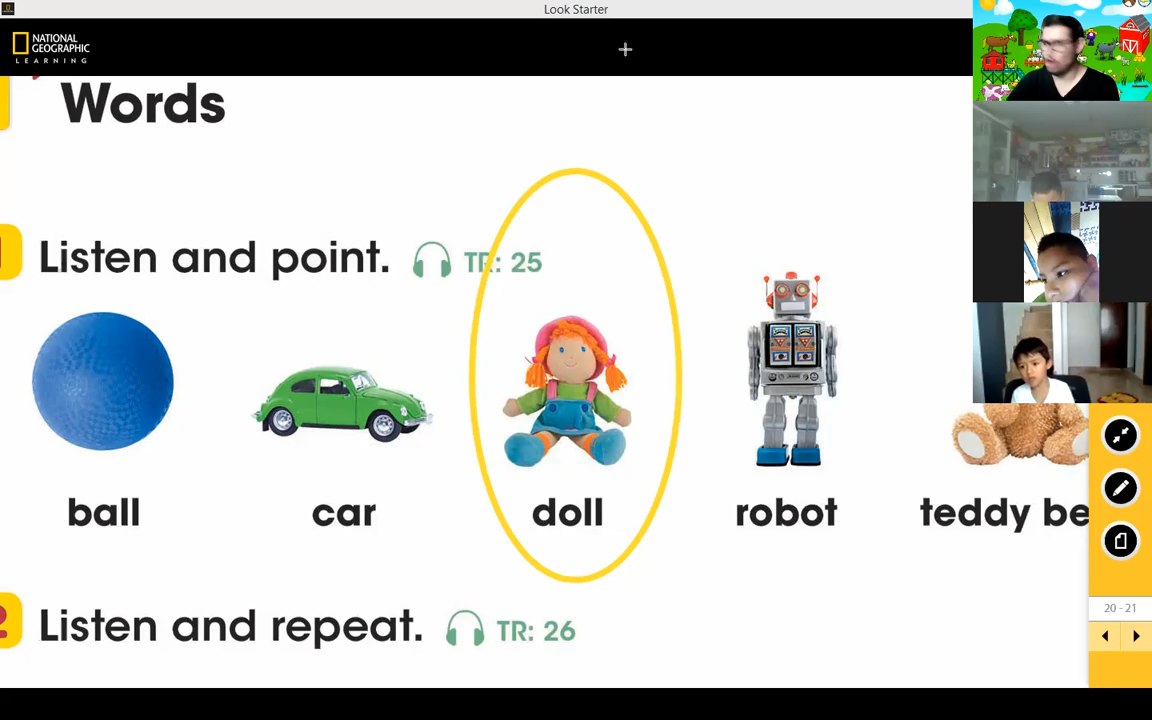 Look Starter
NATIONAL
GEOGRAPHIC
LEARNING
Words
Listen and point. TR: 25
ball car doll robot teddy be
2 Listen and repeat. TR: 26
20 - 21